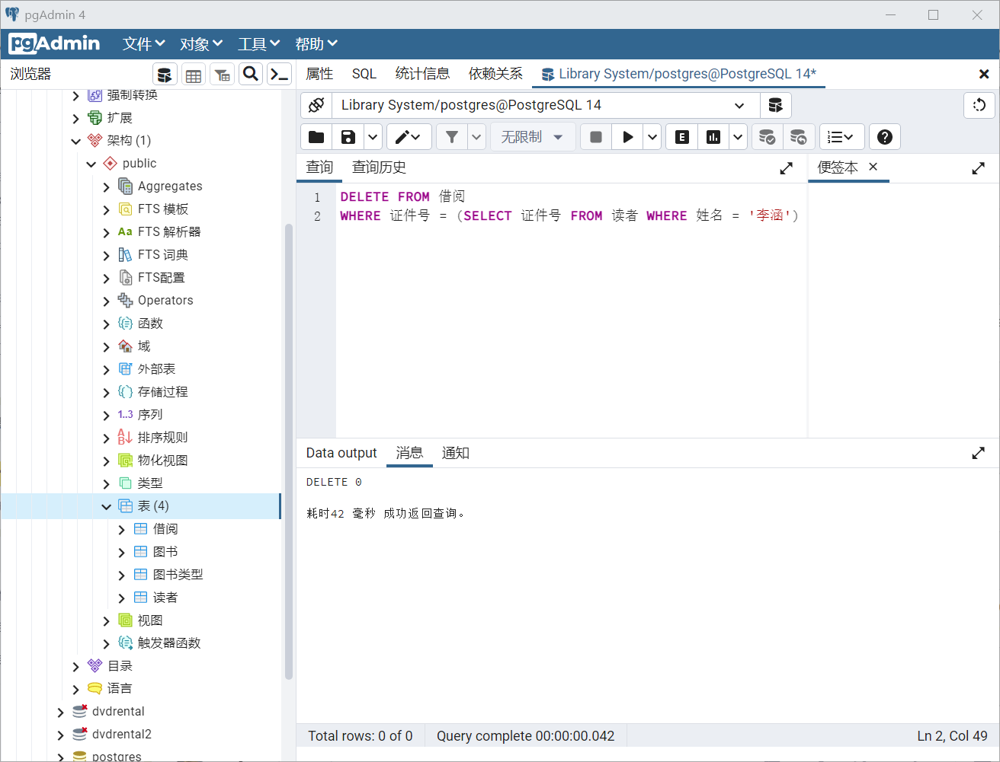 pgAdmin 4
pgAdmin 文件 对象 工具 帮助
浏览器
属性 SQL 统计信息 依赖关系 Library System/postgres@PostgreSQL 14*
Library System/postgres@PostgreSQL 14
无限制
E
查询 查询历史
便签本
1 DELETE FROM 借阅
2 WHERE 证件号 = (SELECT 证件号 FROM 读者 WHERE 姓名 = '李涵')
强制转换
扩展
架构 (1)
public
Aggregates
FTS 模板
Aa FTS 解析器
FTS 词典
FTS配置
Operators
函数
域
外部表
存储过程
1..3 序列
排序规则
物化视图
类型
表 (4)
借阅
图书
图书类型
读者
视图
触发器函数
目录
语言
dvdrental
dvdrental2
postgres
Data output 消息 通知
DELETE 0
耗时42 毫秒 成功返回查询。
Total rows: 0 of 0 Query complete 00:00:00.042 Ln 2, Col 49